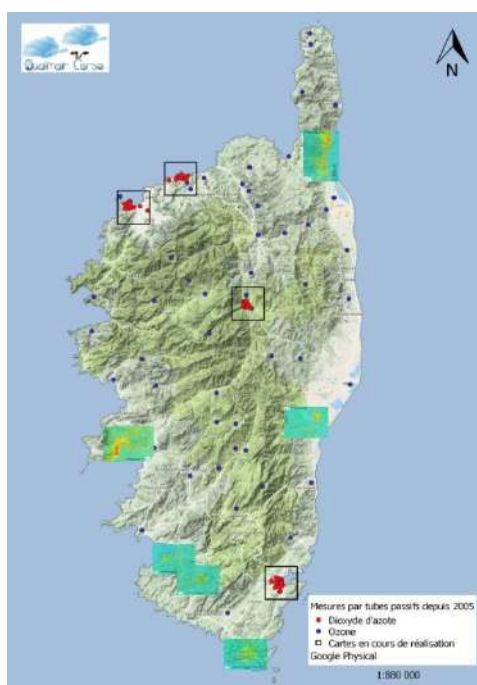 Qualitair Corse
N
Mesures par tubes passifs depuis 2005
Dioxyde d'azote
Ozone
Cartes en cours de réalisation
Google Physical
1:880 000